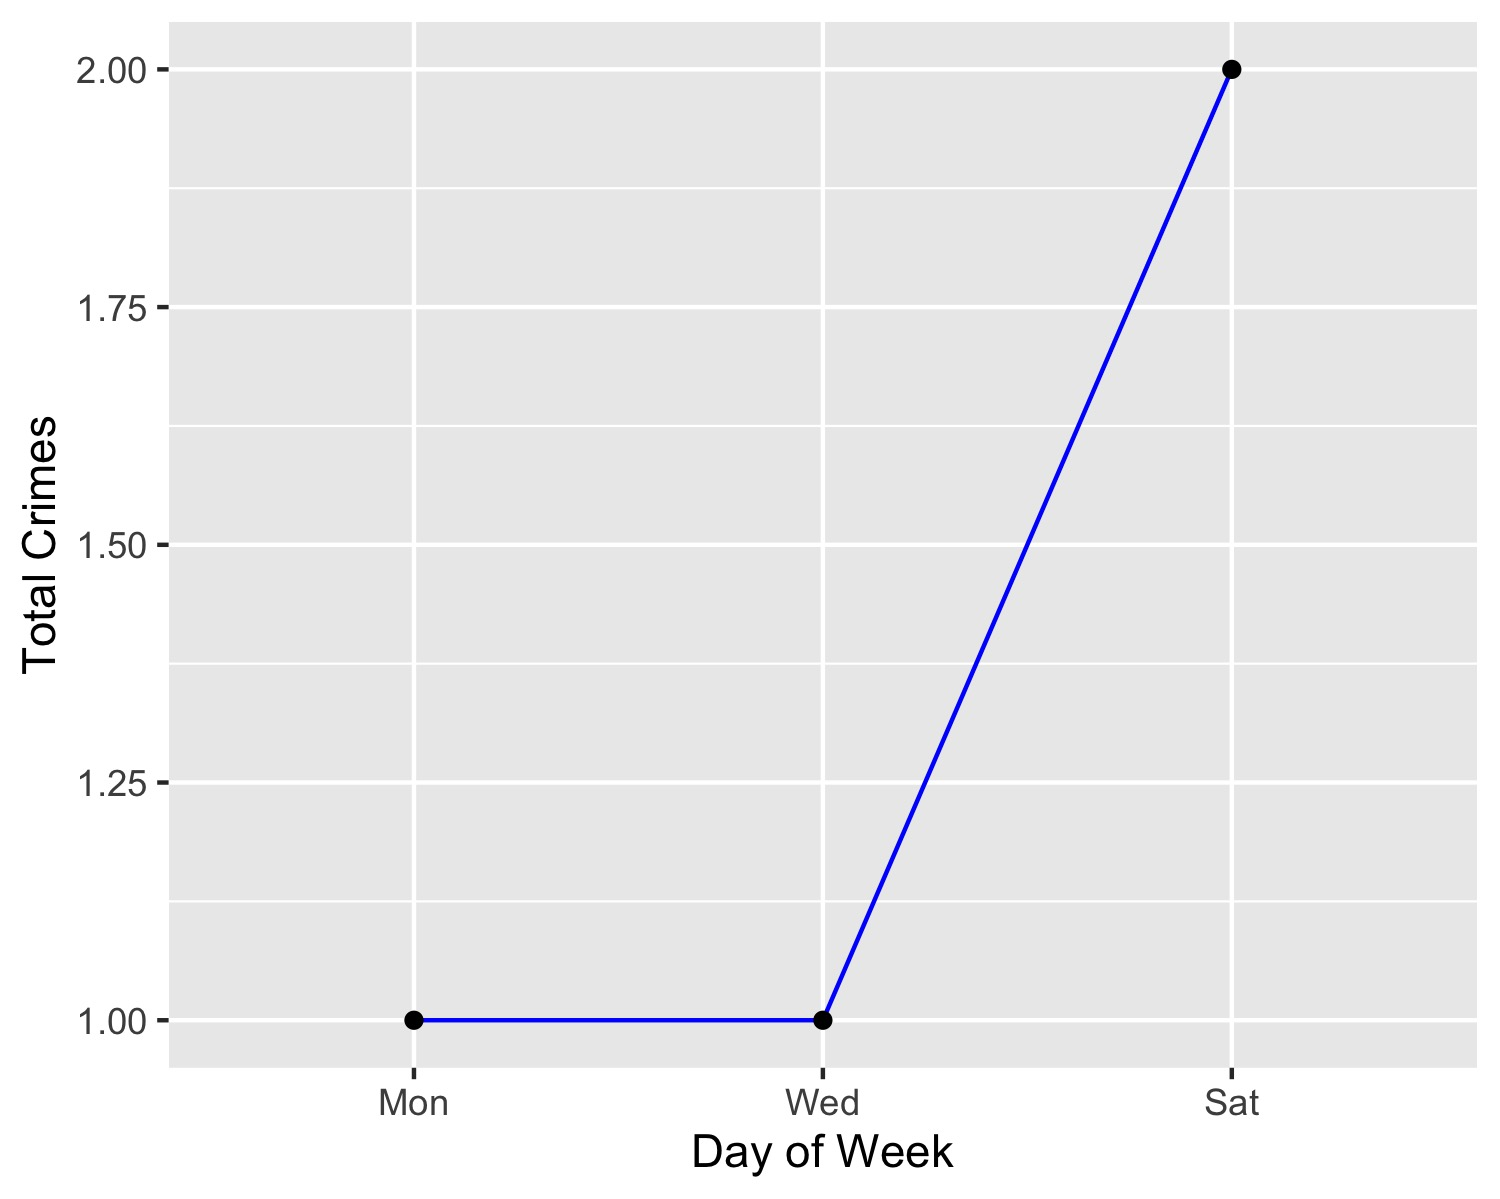 2.00
1.75
1.50
1.25
1.00
Total Crimes
Mon Wed Sat
Day of Week